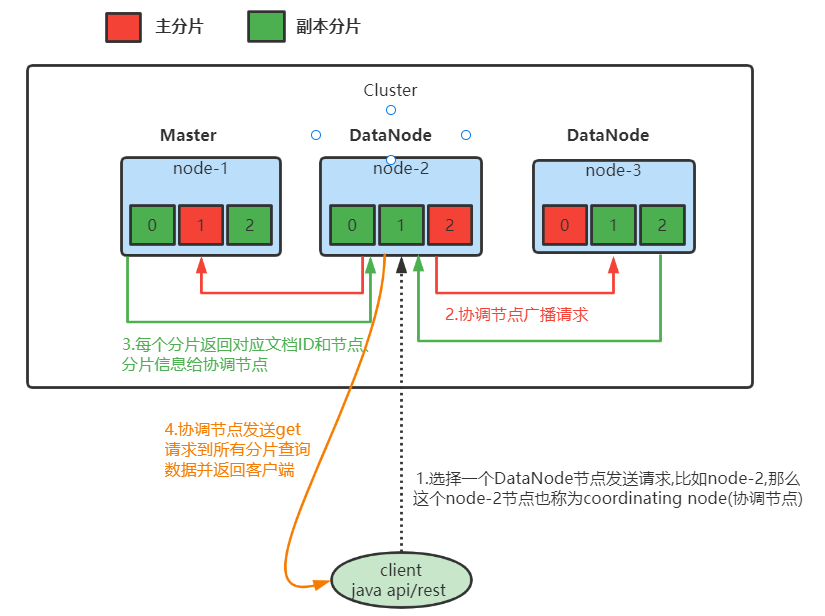 主分片
副本分片
Cluster
Master
DataNode
DataNode
node-1
node-2
node-3
0 1 2
0 1 2
0 1 2
2.协调节点广播请求
3.每个分片返回对应文档ID和节点、
分片信息给协调节点
4.协调节点发送get
请求到所有分片查询
数据并返回客户端
1.选择一个DataNode节点发送请求,比如node-2,那么
这个node-2节点也称为coordinating node(协调节点)
client
java api/rest